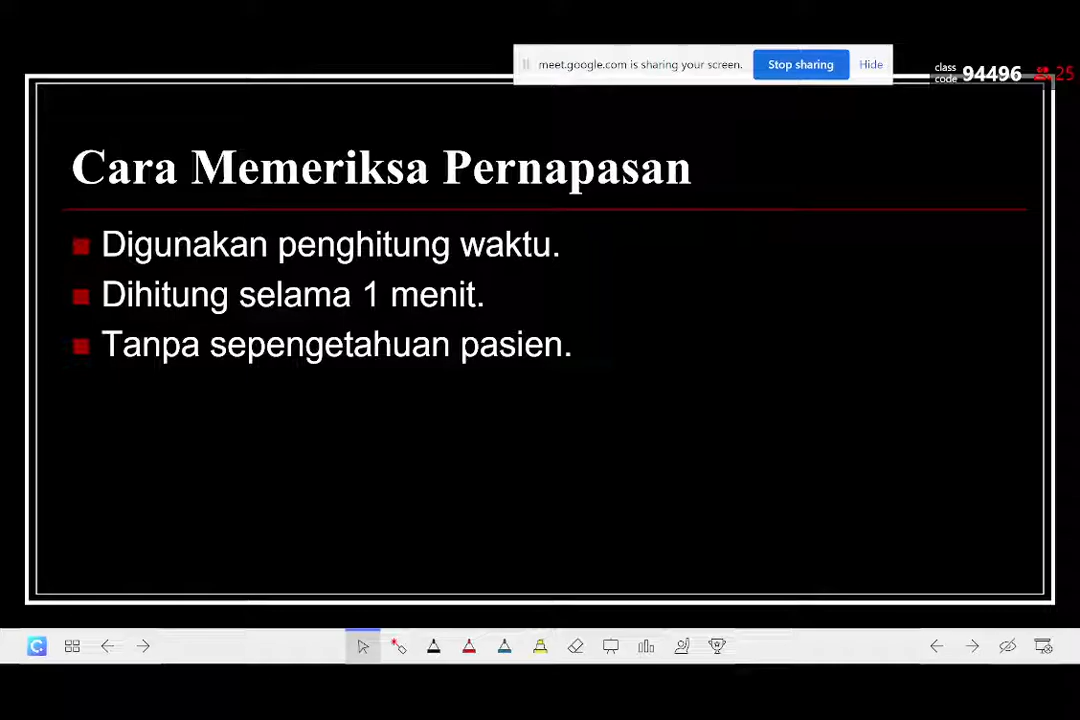 meet.google.com is sharing your screen.
Stop sharing
Hide
class code 94496
25
Cara Memeriksa Pernapasan
Digunakan penghitung waktu.
Dihitung selama 1 menit.
Tanpa sepengetahuan pasien.